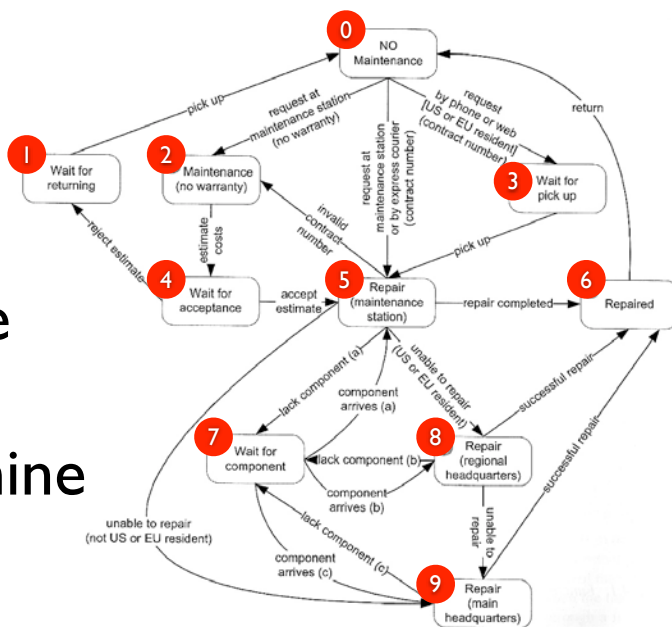 0
NO
Maintenance
pick up
request at
maintenance station
(no warranty)
request
by phone or web
[US or EU resident]
(contract number)
return
1
Wait for
returning
2
Maintenance
(no warranty)
request at
maintenance station
or by express courier
(contract number)
3
Wait for
pick up
invalid
contract
number
pick up
reject estimate
estimate
costs
4
Wait for
acceptance
accept
estimate
5
Repair
(maintenance
station)
repair completed
6
Repaired
e
lack component (a)
component
arrives (a)
unable to repair
(US or EU resident)
successful repair
7
Wait for
component
lack component (b)
component
arrives (b)
8
Repair
(regional
headquarters)
successful repair
nine
unable to repair
(not US or EU resident)
lack component (c)
component
arrives (c)
unable to
repair
9
Repair
(main
headquarters)